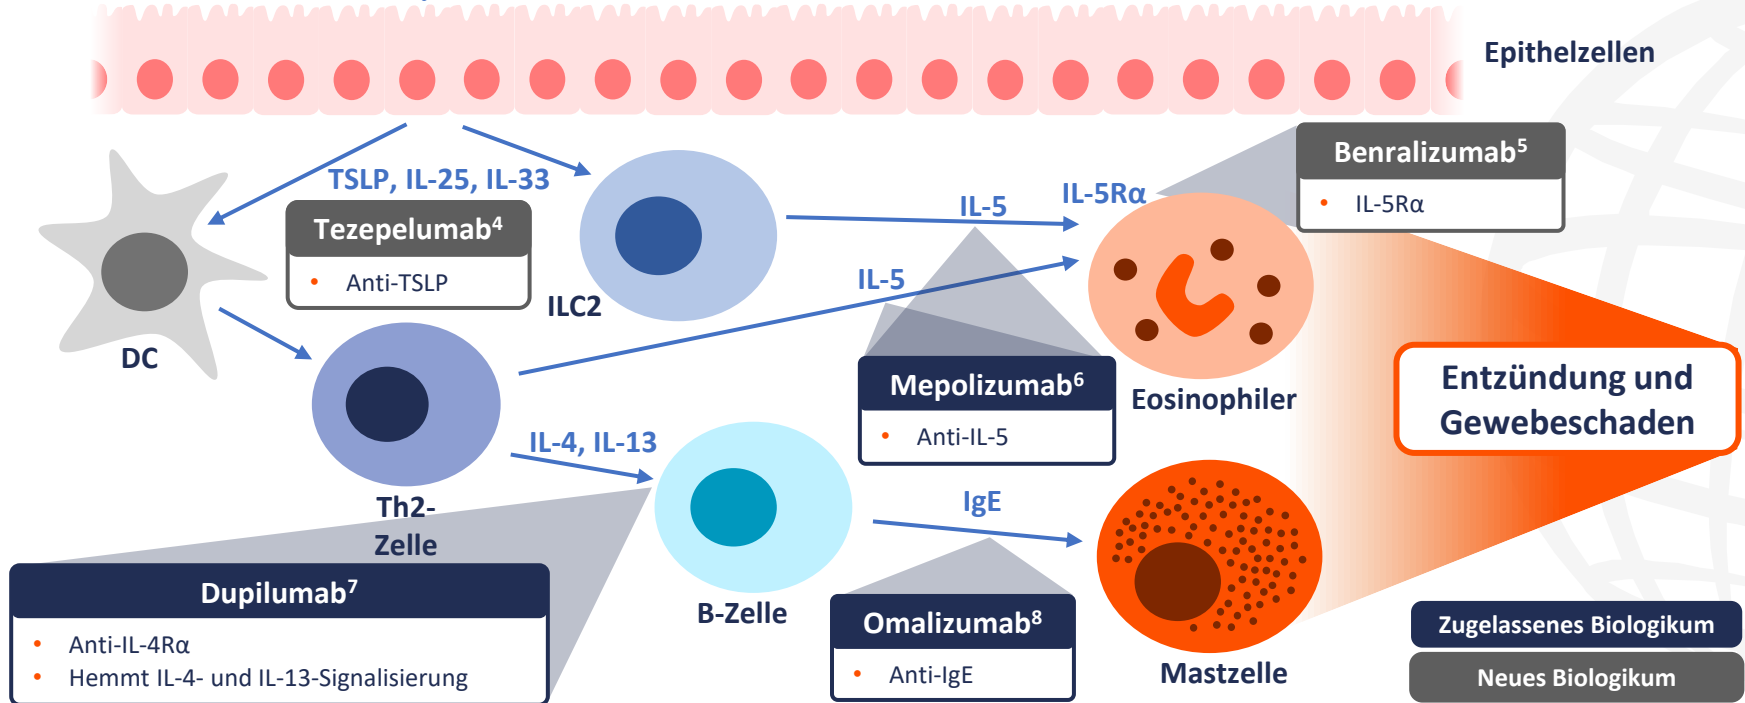 Epithelzellen
TSLP, IL-25, IL-33
Tezepelumab⁴
• Anti-TSLP
ILC2
DC
IL-5
IL-5Rα
Benralizumab⁵
• IL-5Rα
IL-5
Mepolizumab⁶
• Anti-IL-5
Eosinophiler
Entzündung und
Gewebeschaden
Th2-
Zelle
IL-4, IL-13
Dupilumab⁷
• Anti-IL-4Rα
• Hemmt IL-4- und IL-13-Signalisierung
B-Zelle
IgE
Omalizumab⁸
• Anti-IgE
Mastzelle
Zugelassenes Biologikum
Neues Biologikum